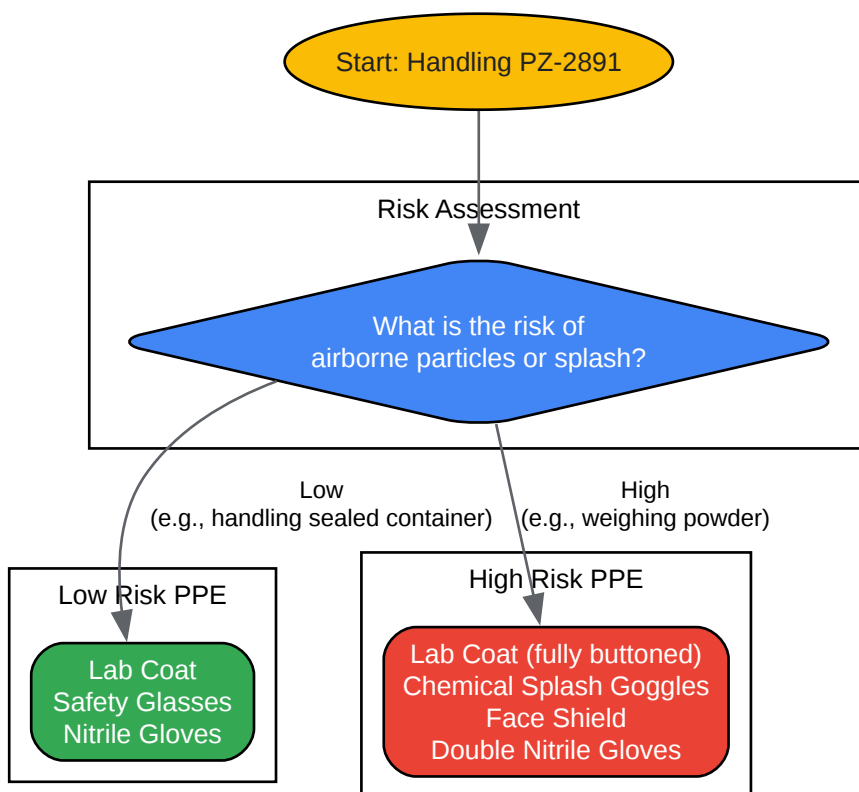 Start: Handling PZ-2891
Risk Assessment
What is the risk of
airborne particles or splash?
Low
(e.g., handling sealed container)
High
(e.g., weighing powder)
Low Risk PPE
Lab Coat
Safety Glasses
Nitrile Gloves
High Risk PPE
Lab Coat (fully buttoned)
Chemical Splash Goggles
Face Shield
Double Nitrile Gloves